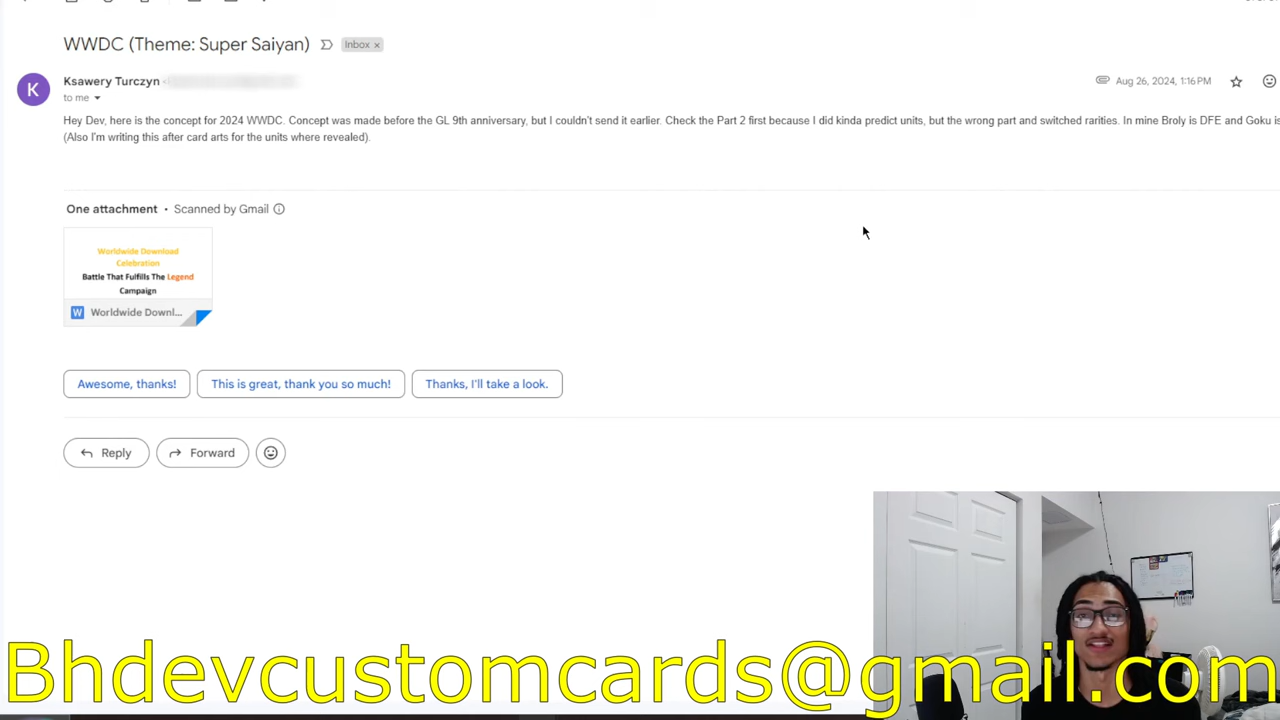 WWDC (Theme: Super Saiyan) Inbox ×
K Ksawery Turczyn Aug 26, 2024, 1:16 PM
to me
Hey Dev, here is the concept for 2024 WWDC. Concept was made before the GL 9th anniversary, but I couldn't send it earlier. Check the Part 2 first because I did kinda predict units, but the wrong part and switched rarities. In mine Broly is DFE and Goku is
(Also I'm writing this after card arts for the units where revealed).
One attachment • Scanned by Gmail
Worldwide Download
Celebration
Battle That Fulfills The Legend
Campaign
W Worldwide Downl...
Awesome, thanks! This is great, thank you so much! Thanks, I'll take a look.
Reply Forward
Bhdevcustomcards@gmail.com